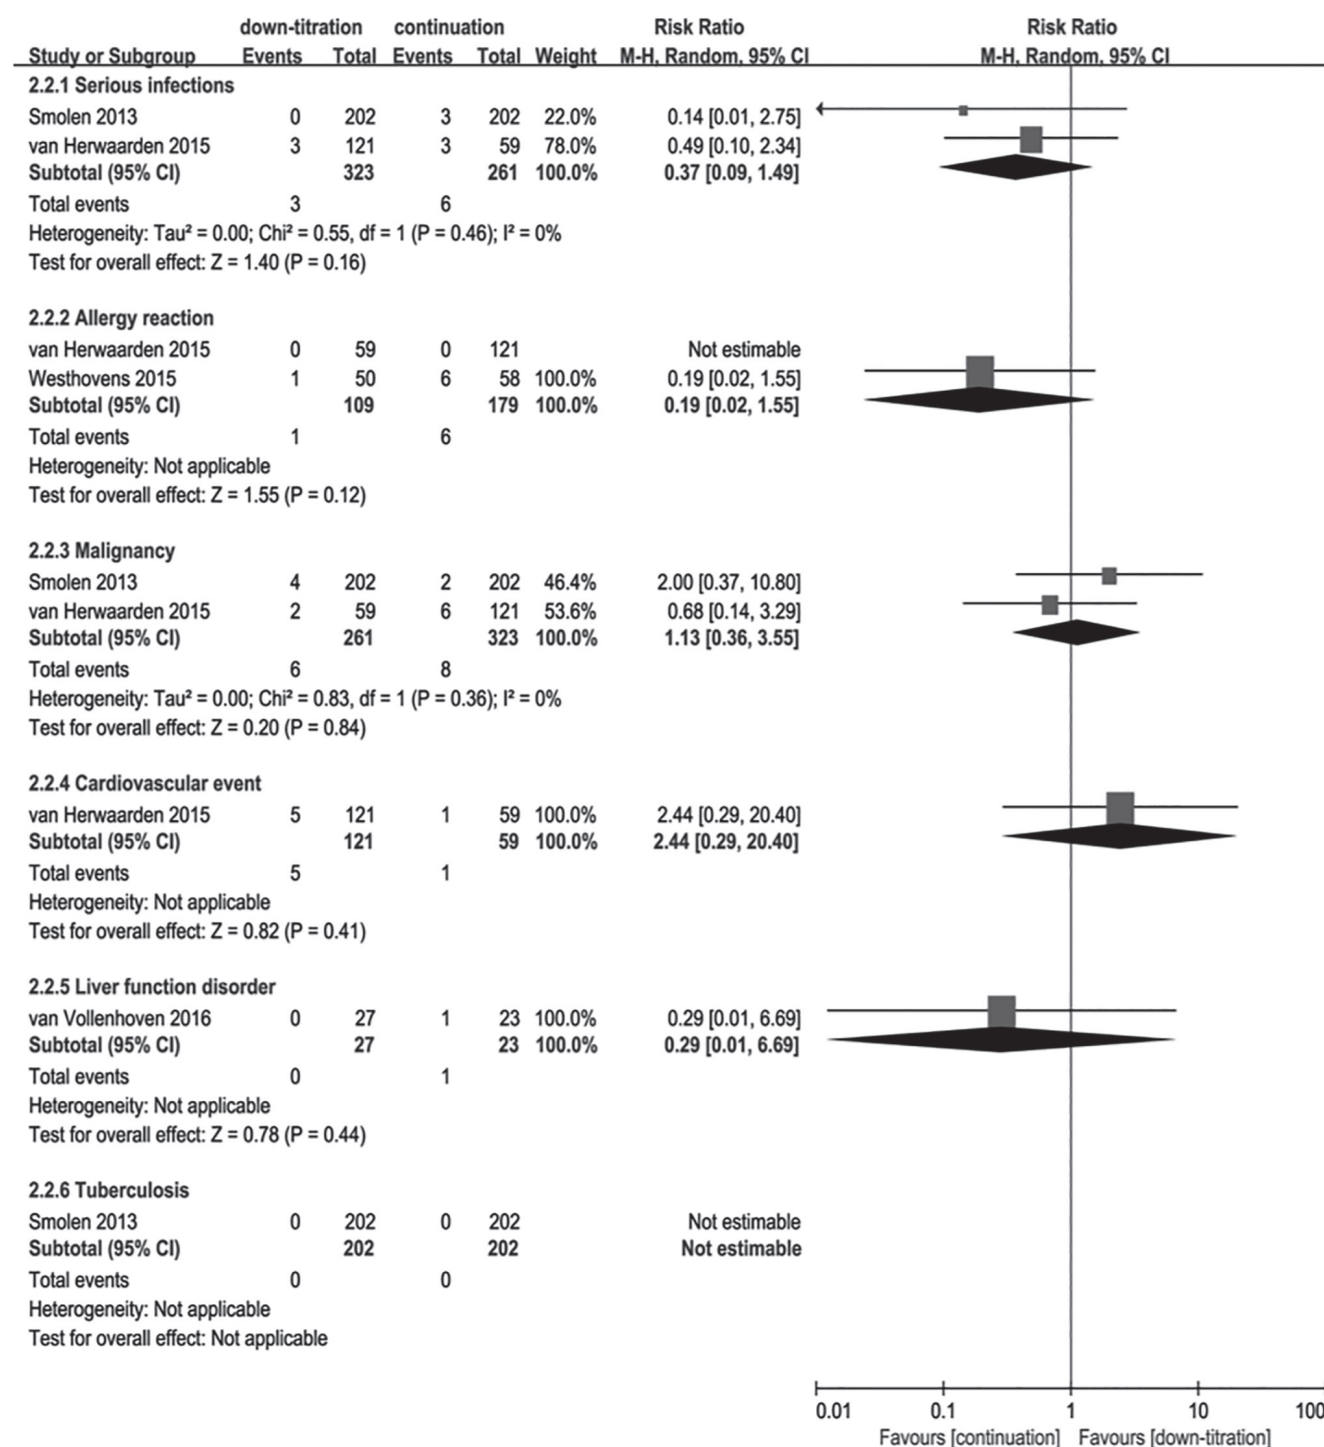 down-titration continuation Risk Ratio Risk Ratio
Study or Subgroup Events Total Events Total Weight M-H, Random, 95% CI M-H, Random, 95% CI
2.2.1 Serious infections
Smolen 2013 0 202 3 202 22.0% 0.14 [0.01, 2.75]
van Herwaarden 2015 3 121 3 59 78.0% 0.49 [0.10, 2.34]
Subtotal (95% CI) 323 261 100.0% 0.37 [0.09, 1.49]
Total events 3 6
Heterogeneity: Tau² = 0.00; Chi² = 0.55, df = 1 (P = 0.46); I² = 0%
Test for overall effect: Z = 1.40 (P = 0.16)
2.2.2 Allergy reaction
van Herwaarden 2015 0 59 0 121 Not estimable
Westhovens 2015 1 50 6 58 100.0% 0.19 [0.02, 1.55]
Subtotal (95% CI) 109 179 100.0% 0.19 [0.02, 1.55]
Total events 1 6
Heterogeneity: Not applicable
Test for overall effect: Z = 1.55 (P = 0.12)
2.2.3 Malignancy
Smolen 2013 4 202 2 202 46.4% 2.00 [0.37, 10.80]
van Herwaarden 2015 2 59 6 121 53.6% 0.68 [0.14, 3.29]
Subtotal (95% CI) 261 323 100.0% 1.13 [0.36, 3.55]
Total events 6 8
Heterogeneity: Tau² = 0.00; Chi² = 0.83, df = 1 (P = 0.36); I² = 0%
Test for overall effect: Z = 0.20 (P = 0.84)
2.2.4 Cardiovascular event
van Herwaarden 2015 5 121 1 59 100.0% 2.44 [0.29, 20.40]
Subtotal (95% CI) 121 59 100.0% 2.44 [0.29, 20.40]
Total events 5 1
Heterogeneity: Not applicable
Test for overall effect: Z = 0.82 (P = 0.41)
2.2.5 Liver function disorder
van Vollenhoven 2016 0 27 1 23 100.0% 0.29 [0.01, 6.69]
Subtotal (95% CI) 27 23 100.0% 0.29 [0.01, 6.69]
Total events 0 1
Heterogeneity: Not applicable
Test for overall effect: Z = 0.78 (P = 0.44)
2.2.6 Tuberculosis
Smolen 2013 0 202 0 202 Not estimable
Subtotal (95% CI) 202 202 Not estimable
Total events 0 0
Heterogeneity: Not applicable
Test for overall effect: Not applicable
0.01 0.1 1 10 100
Favours [continuation] Favours [down-titration]